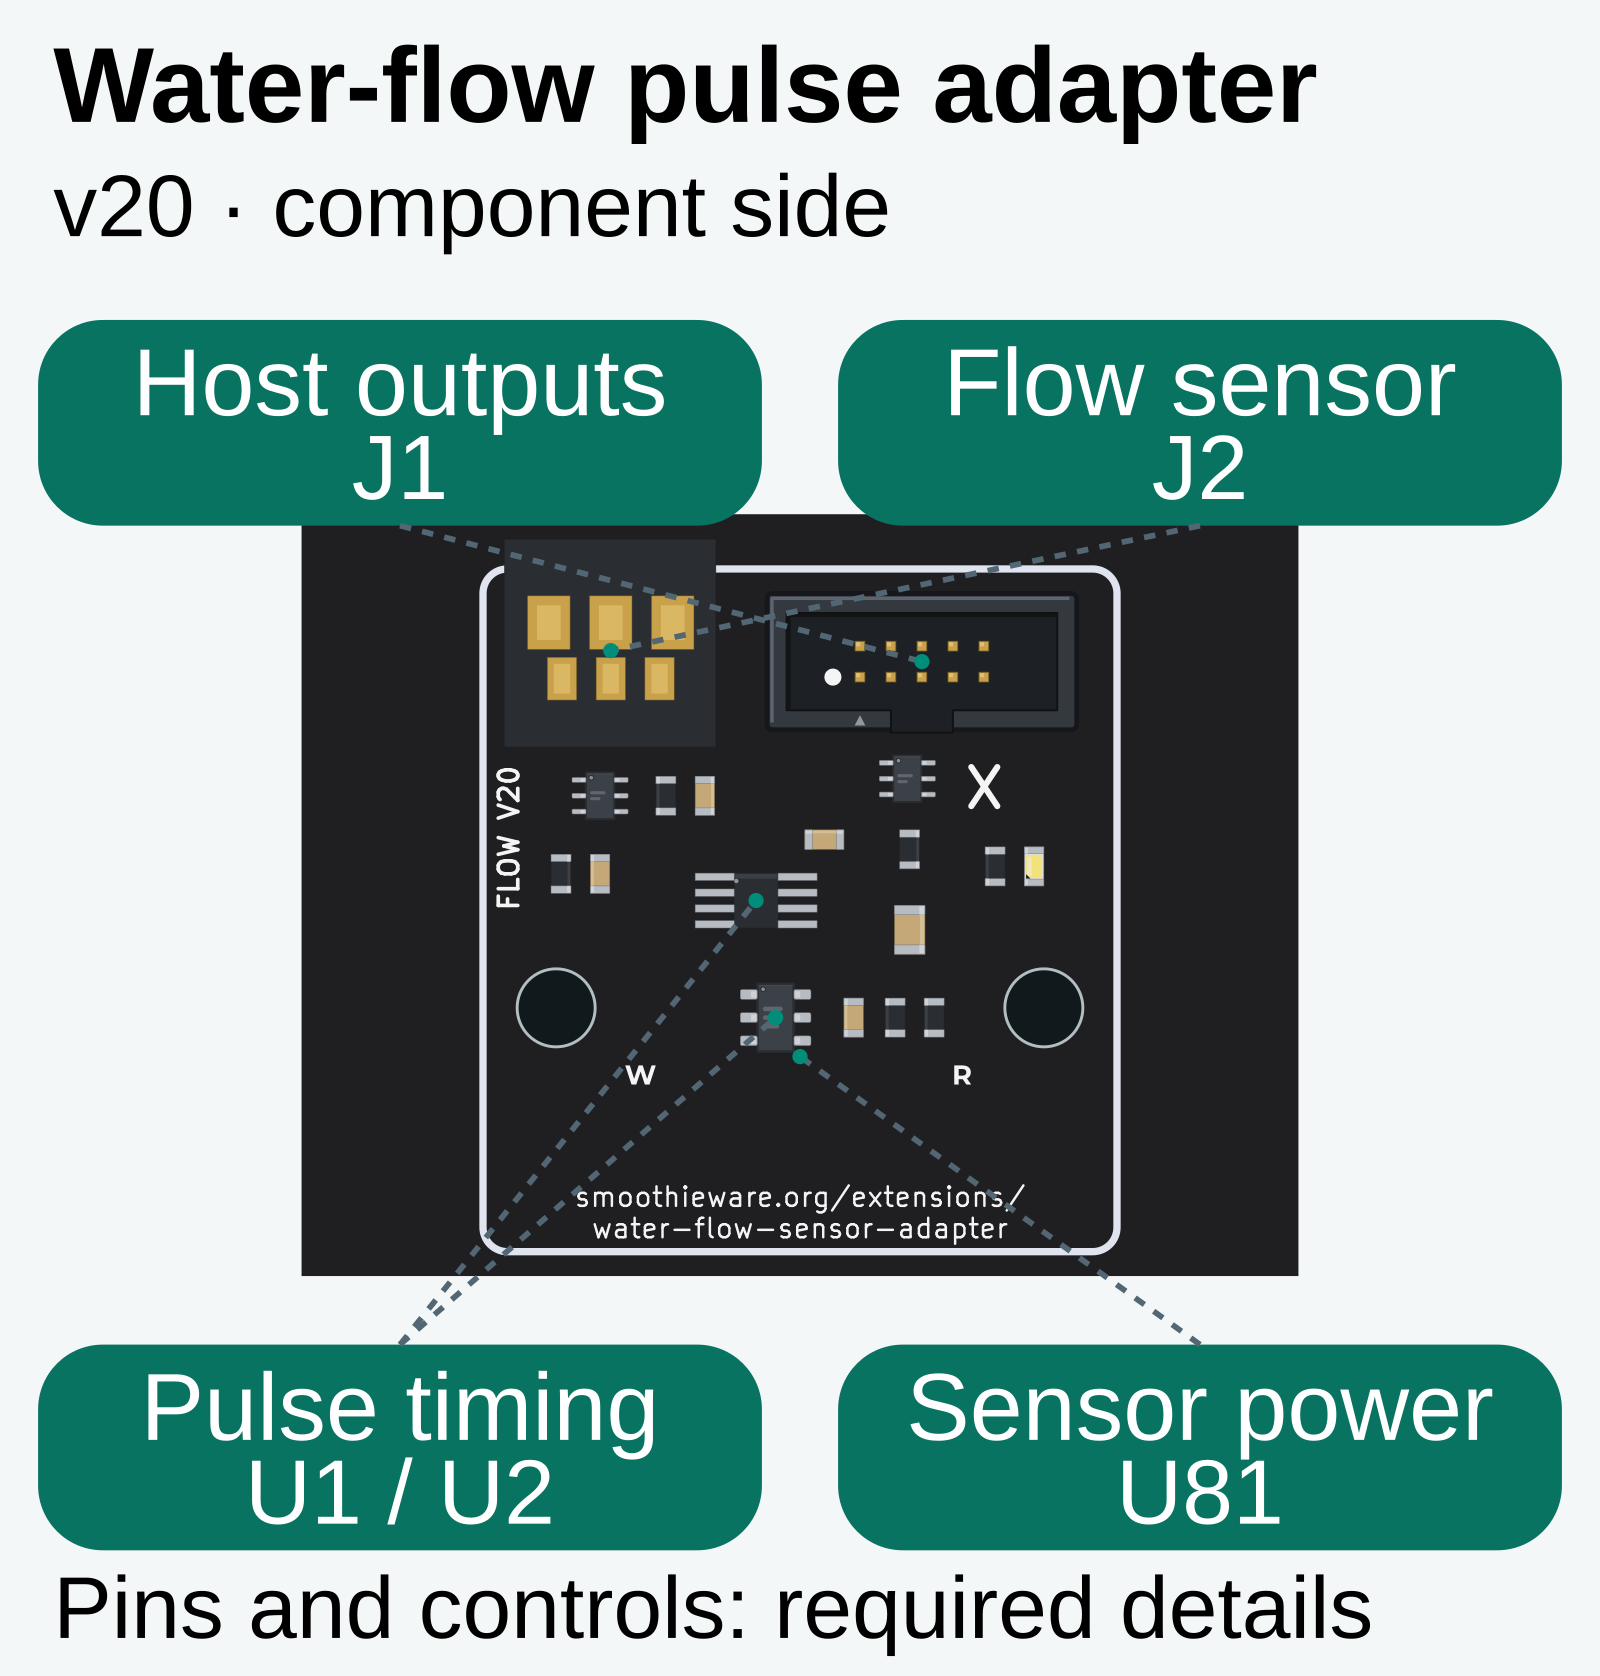 Water-flow pulse adapter
v20 · component side
Host outputs
J1
Flow sensor
J2
FLOW V20
X
W
R
smoothieware.org/extensions/
water-flow-sensor-adapter
Pulse timing
U1 / U2
Sensor power
U81
Pins and controls: required details